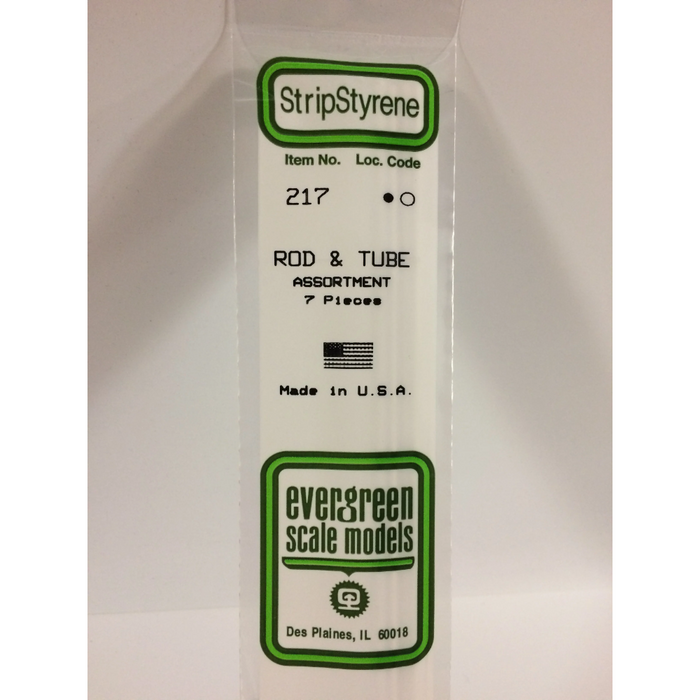 StripStyrene
Item No. Loc. Code
217
ROD & TUBE
ASSORTMENT
7 Pieces
Made in U.S.A.
evergreen
scale models
Des Plaines, IL 60018